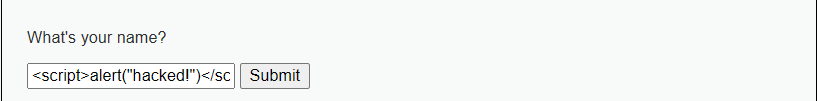 What's your name?
<script>alert("hacked!")</sc Submit